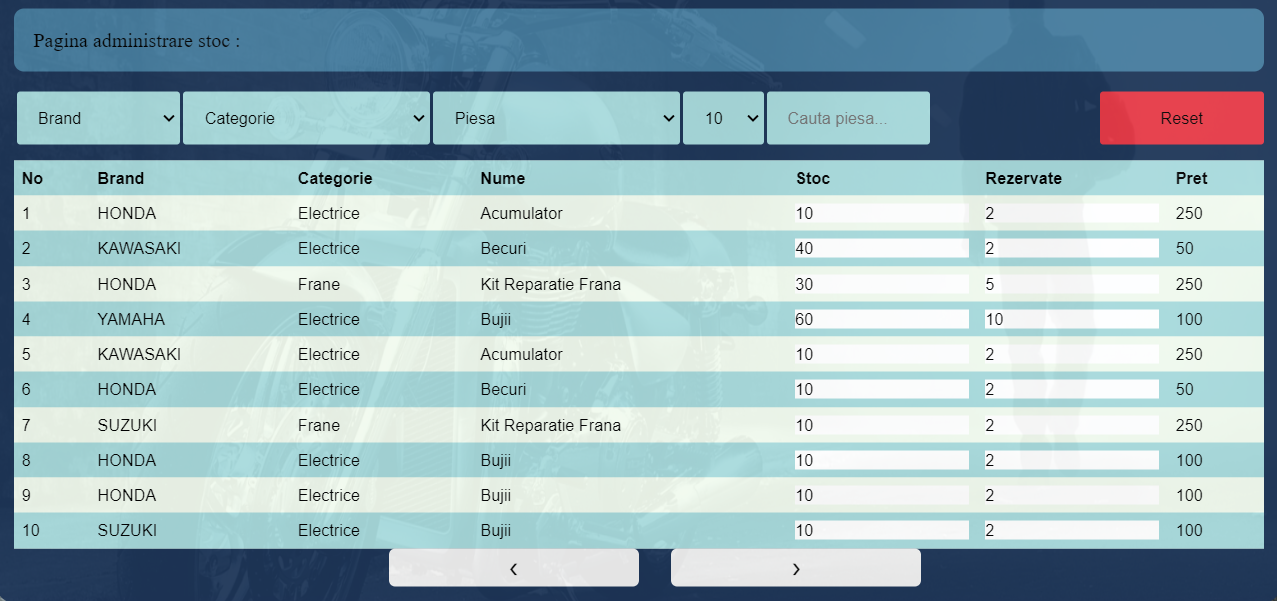 Pagina administrare stoc :
Brand Categorie Piesa 10 Cauta piesa... Reset
No Brand Categorie Nume Stoc Rezervate Pret
1 HONDA Electrice Acumulator 10 2 250
2 KAWASAKI Electrice Becuri 40 2 50
3 HONDA Frane Kit Reparatie Frana 30 5 250
4 YAMAHA Electrice Bujii 60 10 100
5 KAWASAKI Electrice Acumulator 10 2 250
6 HONDA Electrice Becuri 10 2 50
7 SUZUKI Frane Kit Reparatie Frana 10 2 250
8 HONDA Electrice Bujii 10 2 100
9 HONDA Electrice Bujii 10 2 100
10 SUZUKI Electrice Bujii 10 2 100
‹ ›